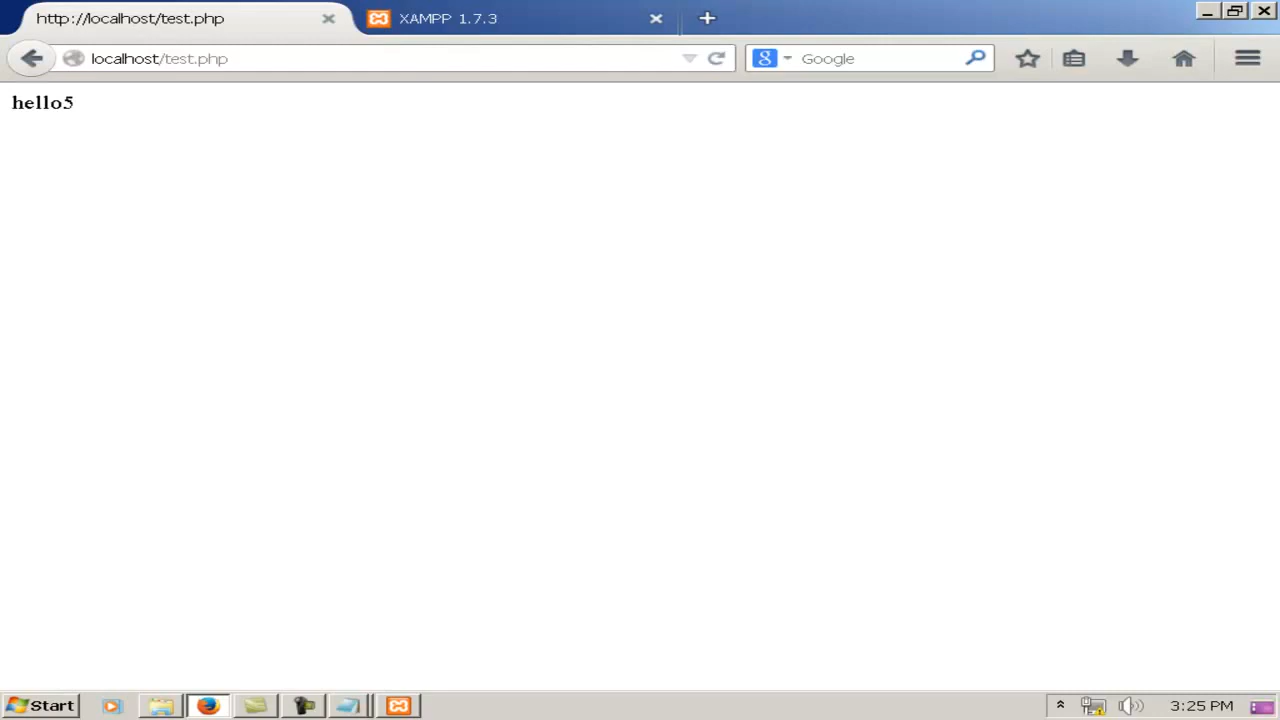 http://localhost/test.php
XAMPP 1.7.3
localhost/test.php
Google
hello5
Start
3:25 PM